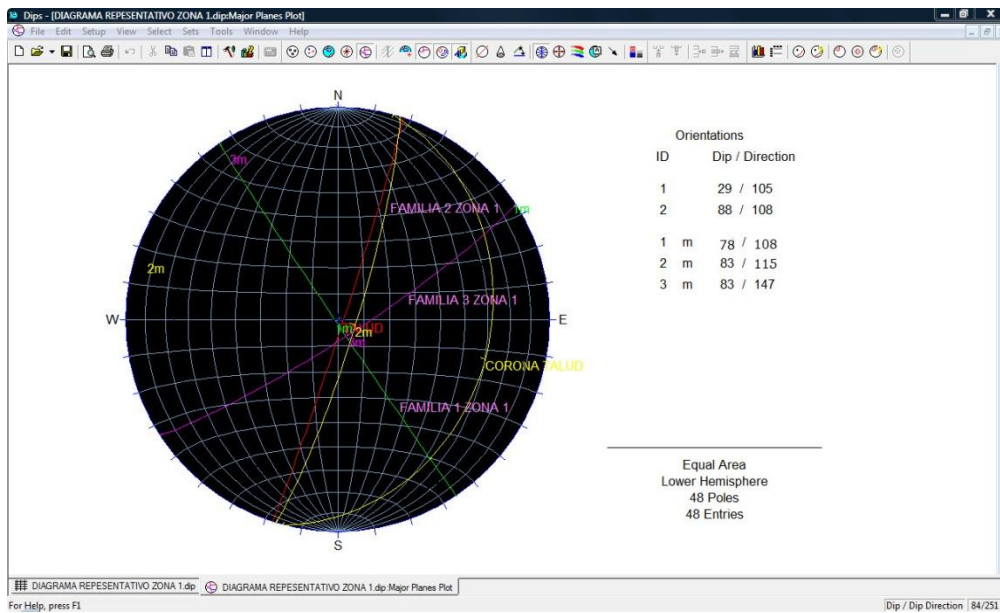 Dips - [DIAGRAMA REPESENTATIVO ZONA 1.dip:Major Planes Plot]
File Edit Setup View Select Sets Tools Window Help
N
3m
FAMILIA 2 ZONA 1
1m
2m
FAMILIA 3 ZONA 1
W
E
1m
2m
3m
CORONA TALUD
FAMILIA 1 ZONA 1
S
Orientations
ID Dip / Direction
1 29 / 105
2 88 / 108
1 m 78 / 108
2 m 83 / 115
3 m 83 / 147
Equal Area
Lower Hemisphere
48 Poles
48 Entries
DIAGRAMA REPESENTATIVO ZONA 1.dip
DIAGRAMA REPESENTATIVO ZONA 1.dip:Major Planes Plot
For Help, press F1
Dip / Dip Direction 84/251